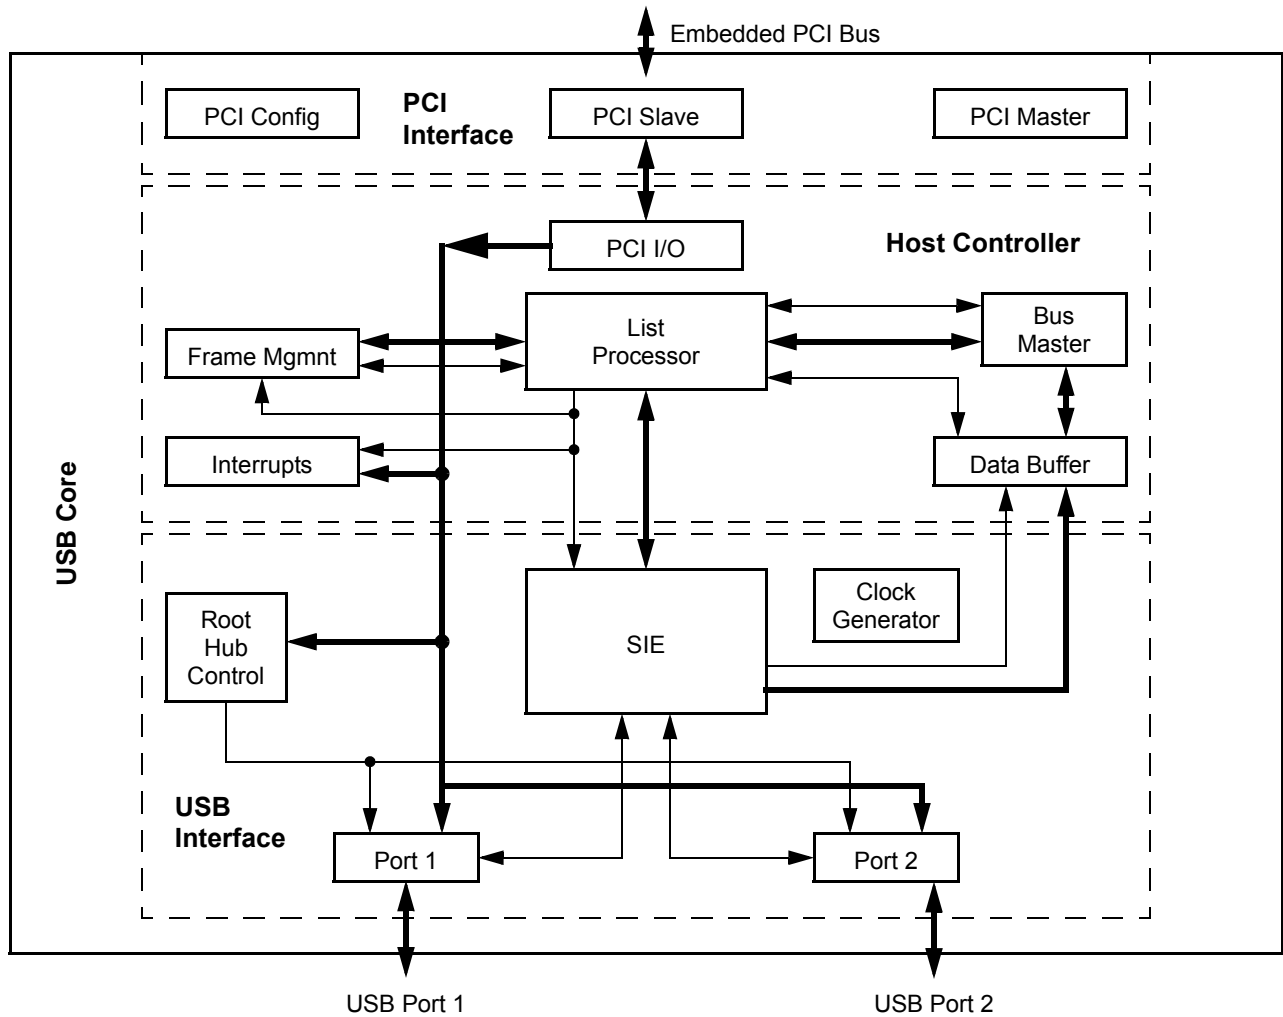 Embedded PCI Bus
PCI Config
PCI
Interface
PCI Slave
PCI Master
PCI I/O
Host Controller
List
Processor
Bus
Master
Frame Mgmnt
Interrupts
Data Buffer
USB Core
Root
Hub
Control
SIE
Clock
Generator
USB
Interface
Port 1
Port 2
USB Port 1
USB Port 2